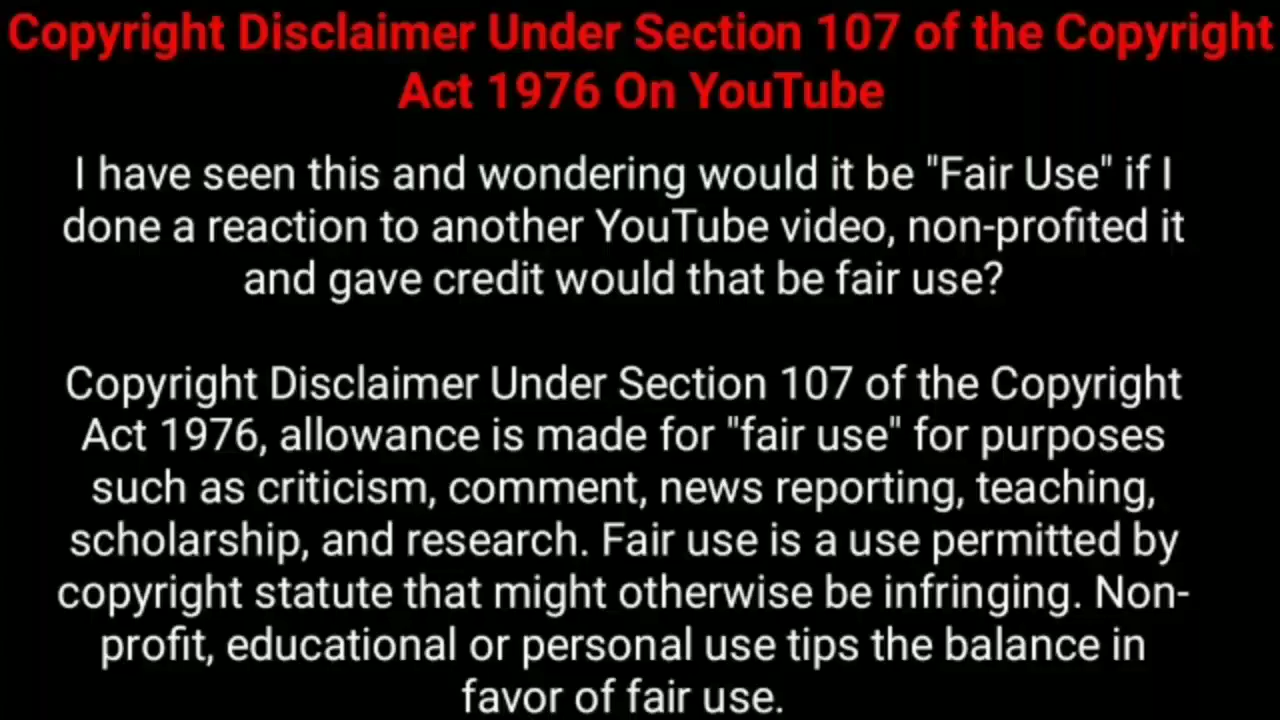 Copyright Disclaimer Under Section 107 of the Copyright
Act 1976 On YouTube
I have seen this and wondering would it be "Fair Use" if I
done a reaction to another YouTube video, non-profited it
and gave credit would that be fair use?
Copyright Disclaimer Under Section 107 of the Copyright
Act 1976, allowance is made for "fair use" for purposes
such as criticism, comment, news reporting, teaching,
scholarship, and research. Fair use is a use permitted by
copyright statute that might otherwise be infringing. Non-
profit, educational or personal use tips the balance in
favor of fair use.